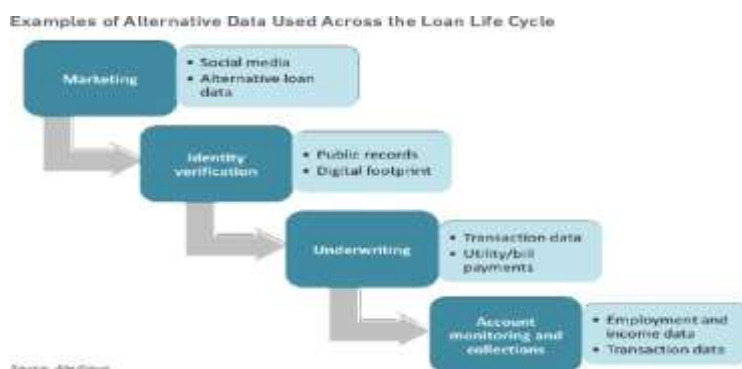 Examples of Alternative Data Used Across the Loan Life Cycle
Marketing
• Social media
• Alternative loan
data
Identity
verification
• Public records
• Digital footprint
Underwriting
• Transaction data
• Utility/bill
payments
Account
monitoring and
collections
• Employment and
income data
• Transaction data